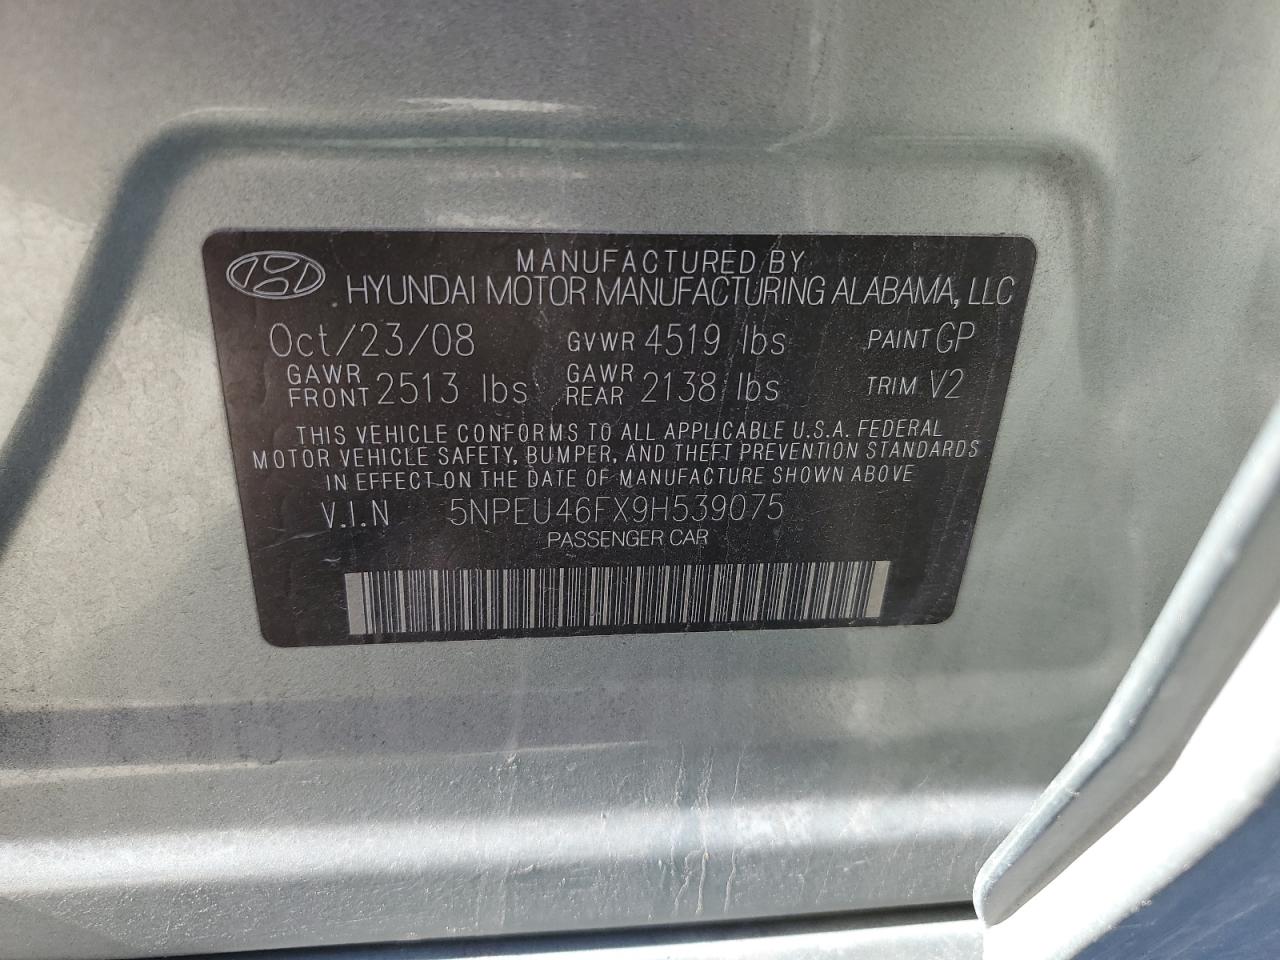 MANUFACTURED BY
HYUNDAI MOTOR MANUFACTURING ALABAMA, LLC
Oct/23/08 GVWR 4519 lbs PAINT GP
GAWR FRONT 2513 lbs GAWR REAR 2138 lbs TRIM V2
THIS VEHICLE CONFORMS TO ALL APPLICABLE U.S.A. FEDERAL
MOTOR VEHICLE SAFETY, BUMPER, AND THEFT PREVENTION STANDARDS
IN EFFECT ON THE DATE OF MANUFACTURE SHOWN ABOVE
V.I.N 5NPEU46FX9H539075
PASSENGER CAR